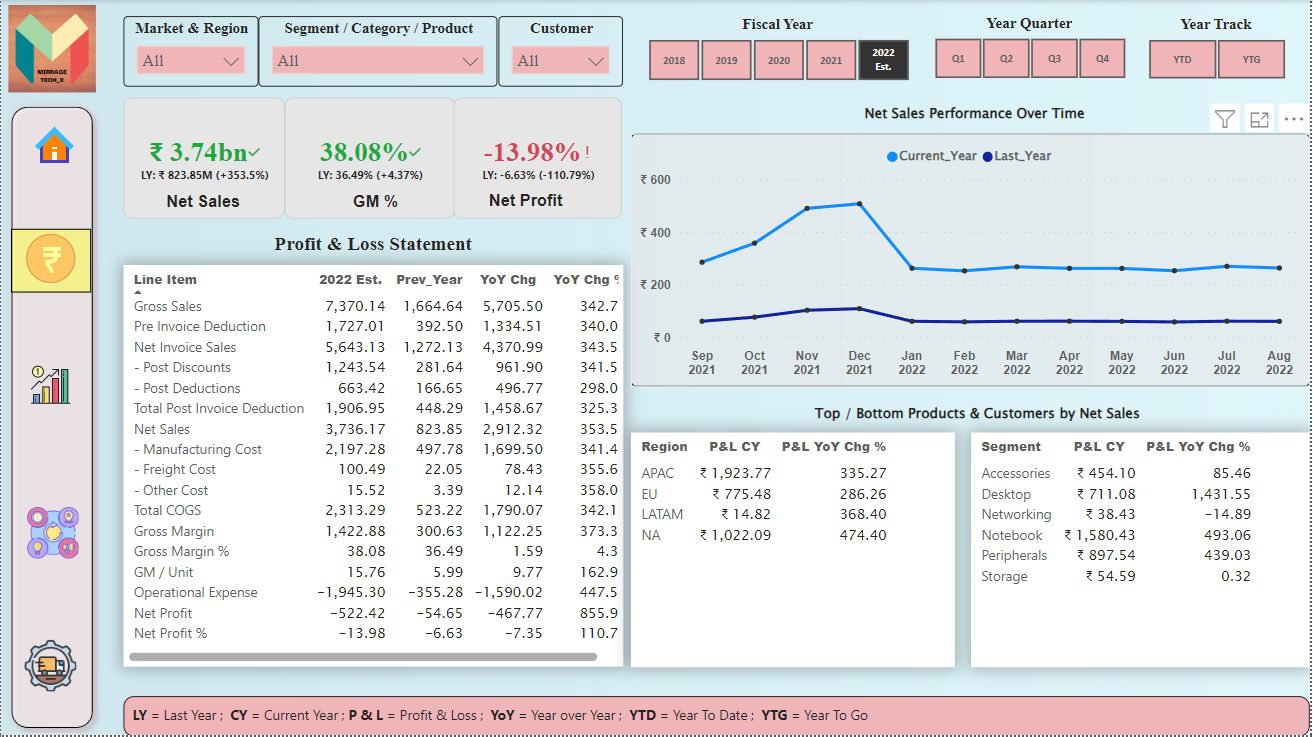 MIRRAGE
TECH_X
Market & Region
All
Segment / Category / Product
All
Customer
All
Fiscal Year
2018 2019 2020 2021 2022 Est.
Year Quarter
Q1 Q2 Q3 Q4
Year Track
YTD YTG
₹ 3.74bn✓
LY: ₹ 823.85M (+353.5%)
Net Sales
38.08%✓
LY: 36.49% (+4.37%)
GM %
-13.98% !
LY: -6.63% (-110.79%)
Net Profit
Profit & Loss Statement
Line Item 2022 Est. Prev_Year YoY Chg YoY Chg %
Gross Sales 7,370.14 1,664.64 5,705.50 342.7
Pre Invoice Deduction 1,727.01 392.50 1,334.51 340.0
Net Invoice Sales 5,643.13 1,272.13 4,370.99 343.5
- Post Discounts 1,243.54 281.64 961.90 341.5
- Post Deductions 663.42 166.65 496.77 298.0
Total Post Invoice Deduction 1,906.95 448.29 1,458.67 325.3
Net Sales 3,736.17 823.85 2,912.32 353.5
- Manufacturing Cost 2,197.28 497.78 1,699.50 341.4
- Freight Cost 100.49 22.05 78.43 355.6
- Other Cost 15.52 3.39 12.14 358.0
Total COGS 2,313.29 523.22 1,790.07 342.1
Gross Margin 1,422.88 300.63 1,122.25 373.3
Gross Margin % 38.08 36.49 1.59 4.3
GM / Unit 15.76 5.99 9.77 162.9
Operational Expense -1,945.30 -355.28 -1,590.02 447.5
Net Profit -522.42 -54.65 -467.77 855.9
Net Profit % -13.98 -6.63 -7.35 110.7
Net Sales Performance Over Time
Current_Year Last_Year
₹ 600
₹ 400
₹ 200
₹ 0
Sep Oct Nov Dec Jan Feb Mar Apr May Jun Jul Aug
2021 2021 2021 2021 2022 2022 2022 2022 2022 2022 2022 2022
Top / Bottom Products & Customers by Net Sales
Region P&L CY P&L YoY Chg %
APAC ₹ 1,923.77 335.27
EU ₹ 775.48 286.26
LATAM ₹ 14.82 368.40
NA ₹ 1,022.09 474.40
Segment P&L CY P&L YoY Chg %
Accessories ₹ 454.10 85.46
Desktop ₹ 711.08 1,431.55
Networking ₹ 38.43 -14.89
Notebook ₹ 1,580.43 493.06
Peripherals ₹ 897.54 439.03
Storage ₹ 54.59 0.32
LY = Last Year ; CY = Current Year ; P & L = Profit & Loss ; YoY = Year over Year ; YTD = Year To Date ; YTG = Year To Go